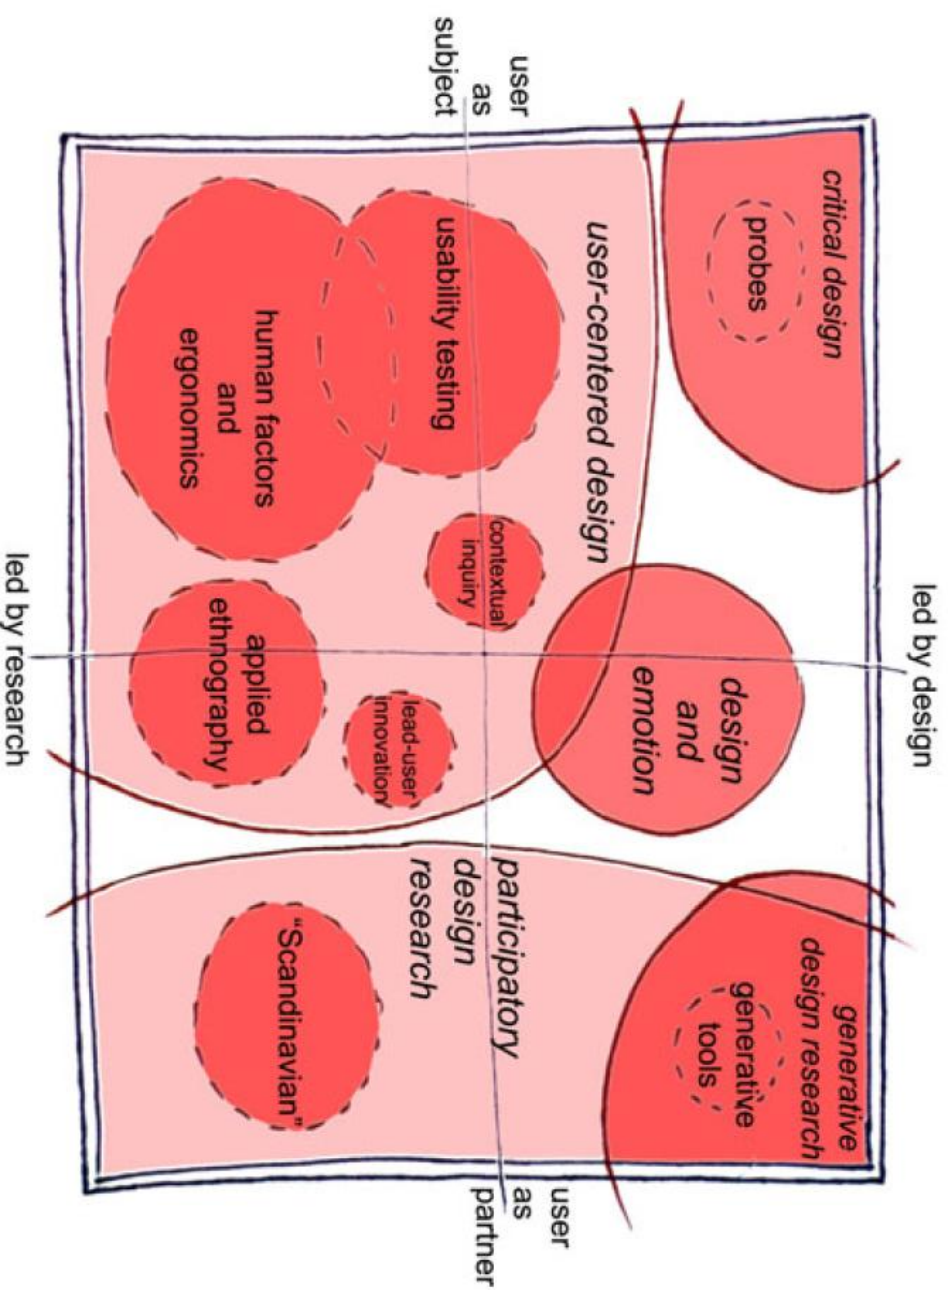 led by design
critical design
probes
generative
design research
generative
tools
design
and
emotion
user-centered design
user
as
subject
usability testing
contextual
inquiry
participatory
design
research
user
as
partner
lead-user
innovation
human factors
and
ergonomics
applied
ethnography
“Scandinavian”
led by research